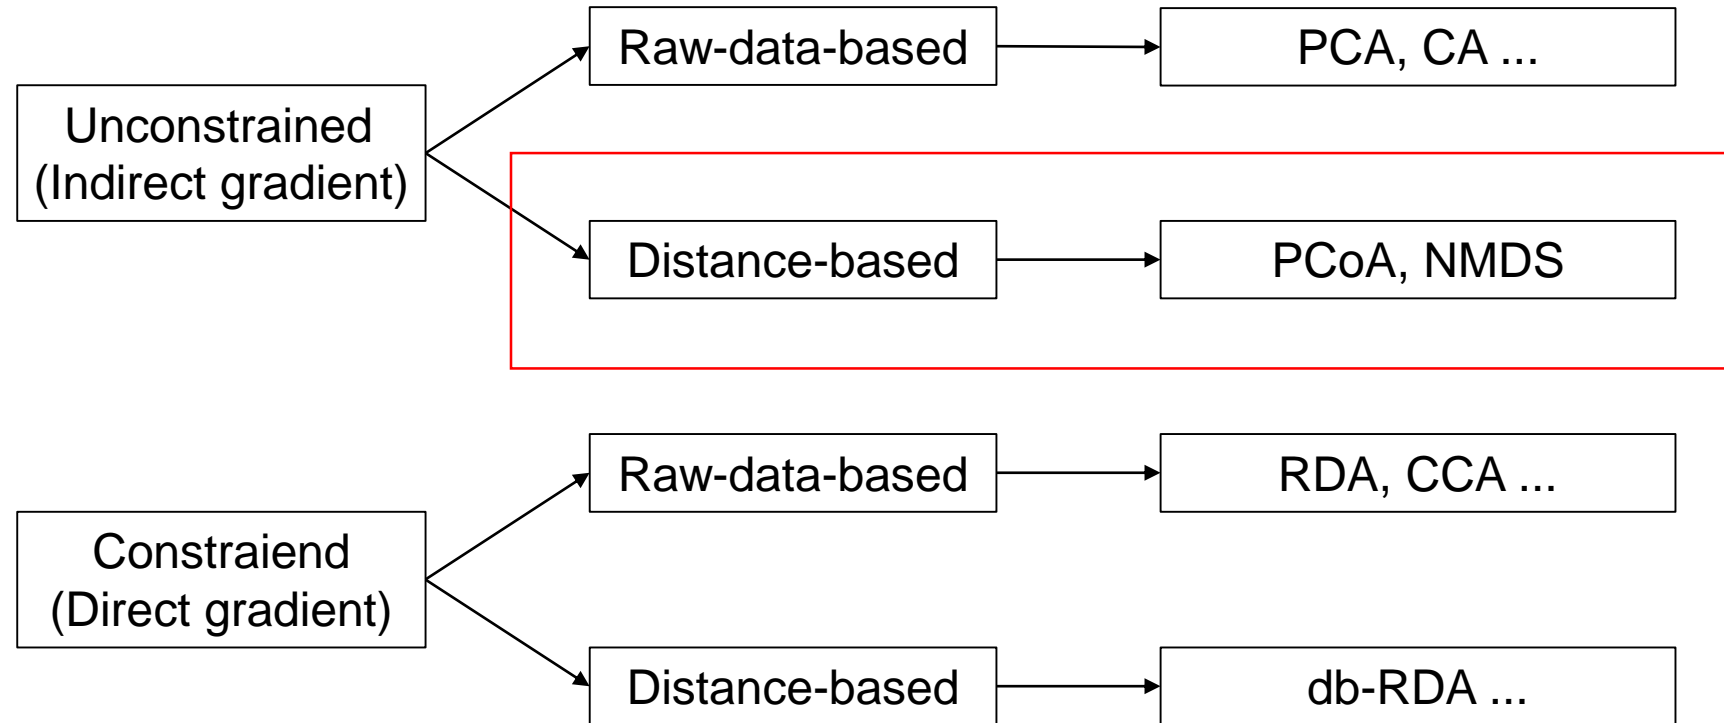 Unconstrained
(Indirect gradient)
Raw-data-based
PCA, CA ...
Distance-based
PCoA, NMDS
Constraiend
(Direct gradient)
Raw-data-based
RDA, CCA ...
Distance-based
db-RDA ...